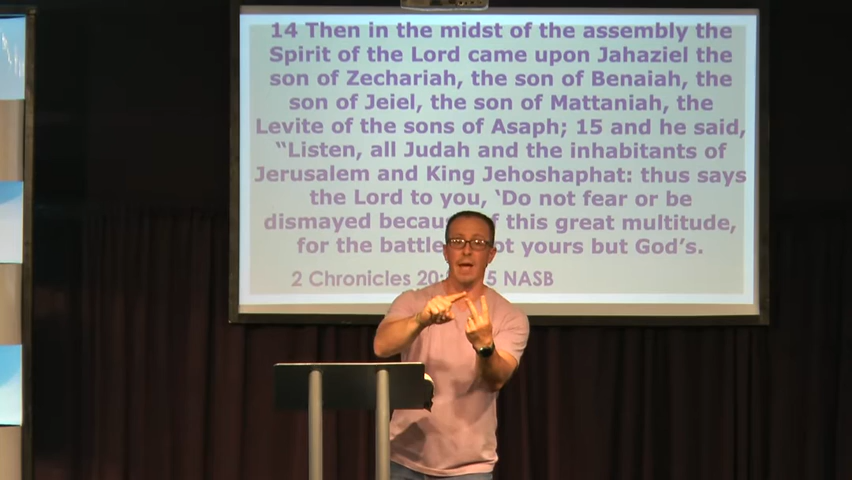 14 Then in the midst of the assembly the
Spirit of the Lord came upon Jahaziel the
son of Zechariah, the son of Benaiah, the
son of Jeiel, the son of Mattaniah, the
Levite of the sons of Asaph; 15 and he said,
“Listen, all Judah and the inhabitants of
Jerusalem and King Jehoshaphat: thus says
the Lord to you, ‘Do not fear or be
dismayed this great multitude,
for the battle yours but God’s.
2 Chronicles NASB